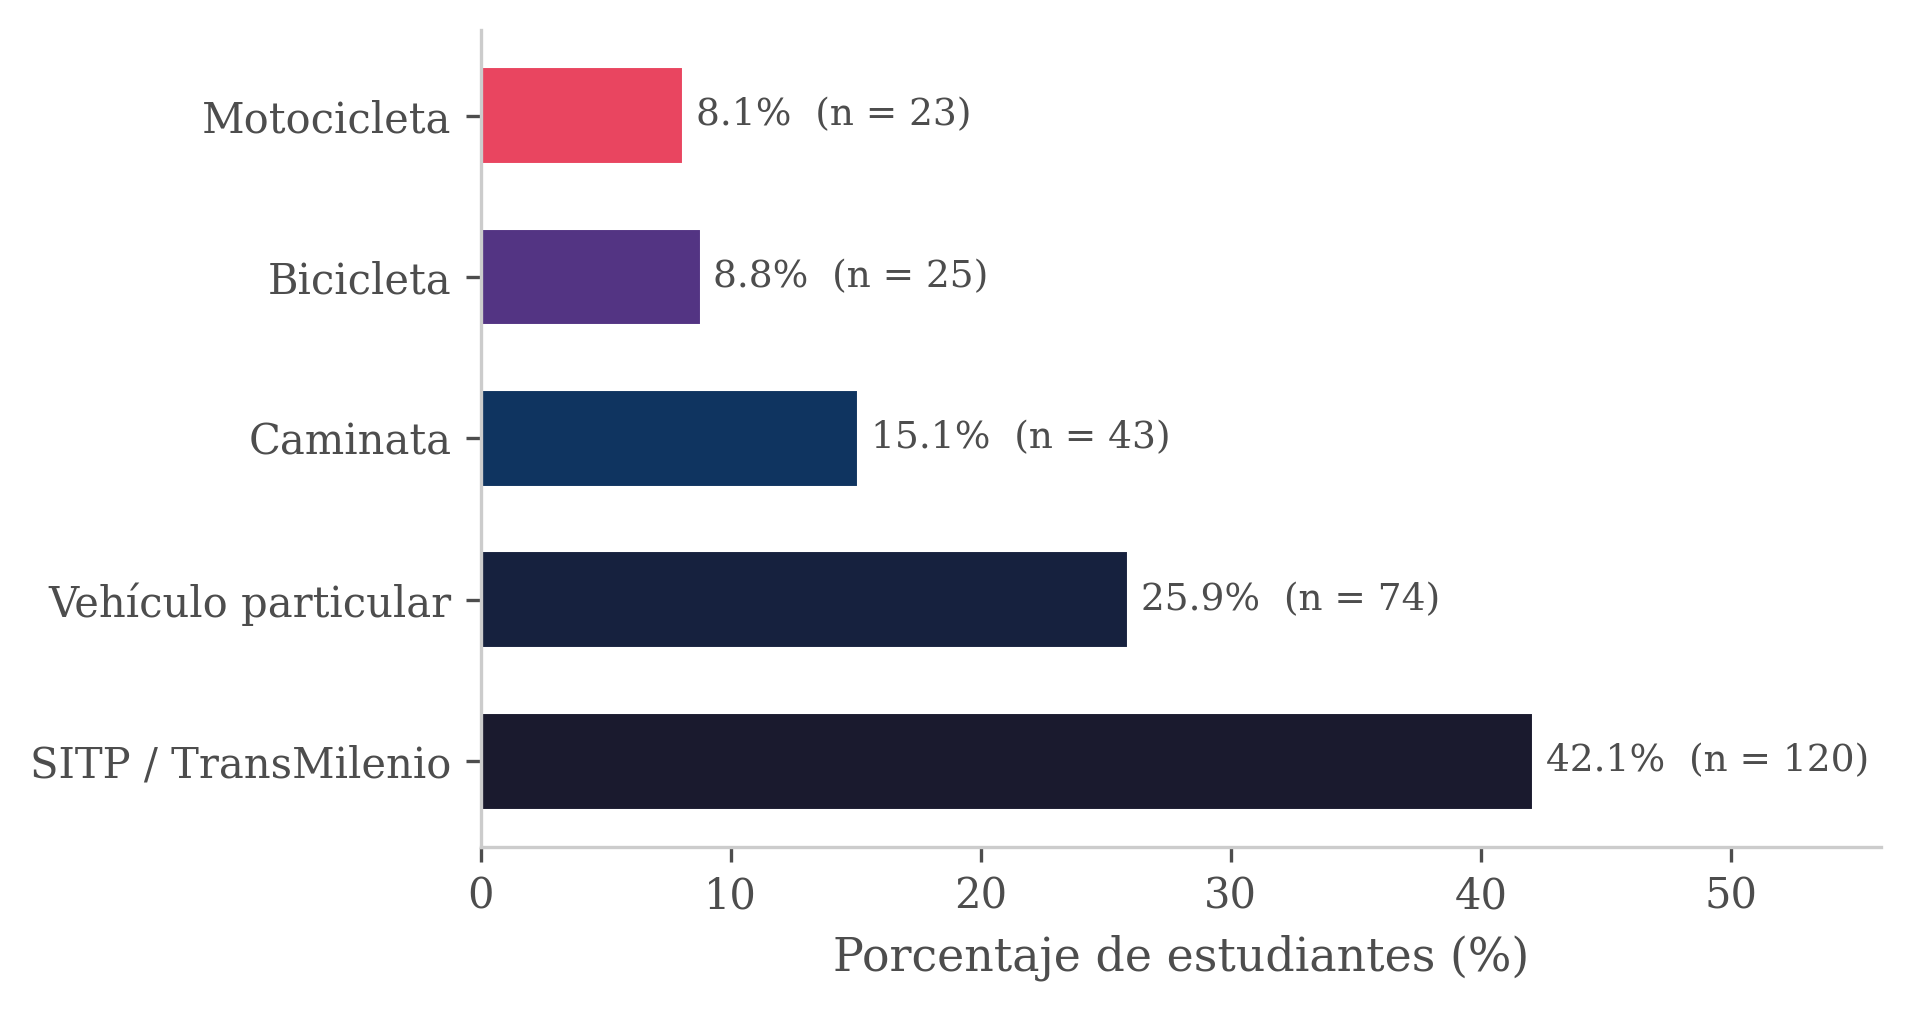 Motocicleta 8.1% (n = 23)
Bicicleta 8.8% (n = 25)
Caminata 15.1% (n = 43)
Vehículo particular 25.9% (n = 74)
SITP / TransMilenio 42.1% (n = 120)
0 10 20 30 40 50
Porcentaje de estudiantes (%)